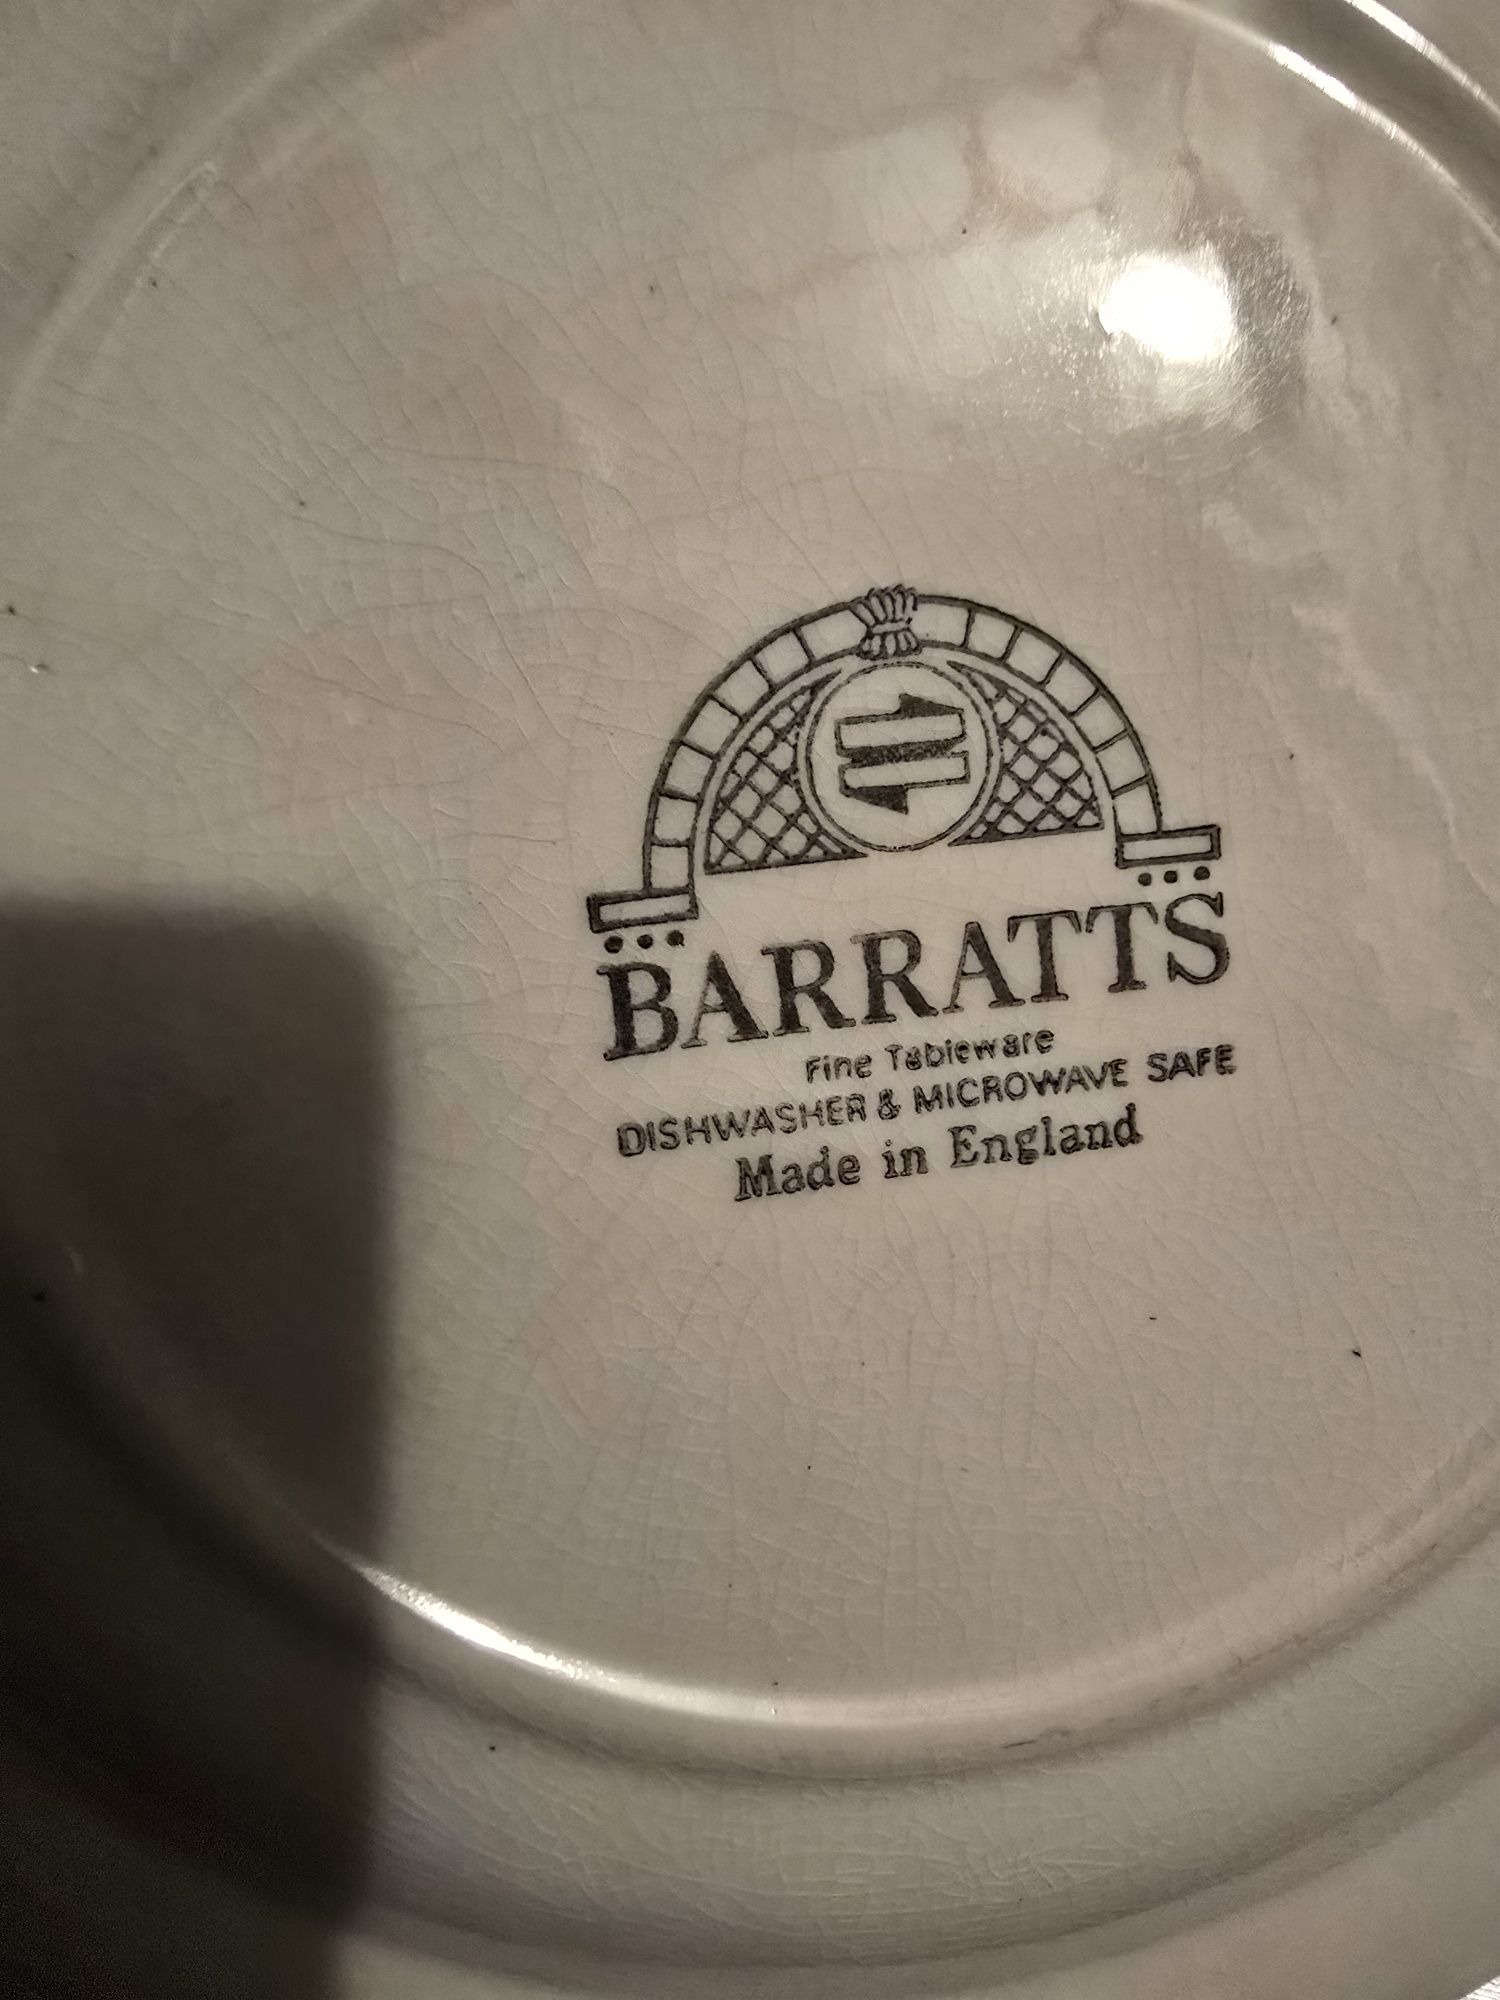 BARRATTS
Fine Tableware
DISHWASHER & MICROWAVE SAFE
Made in England